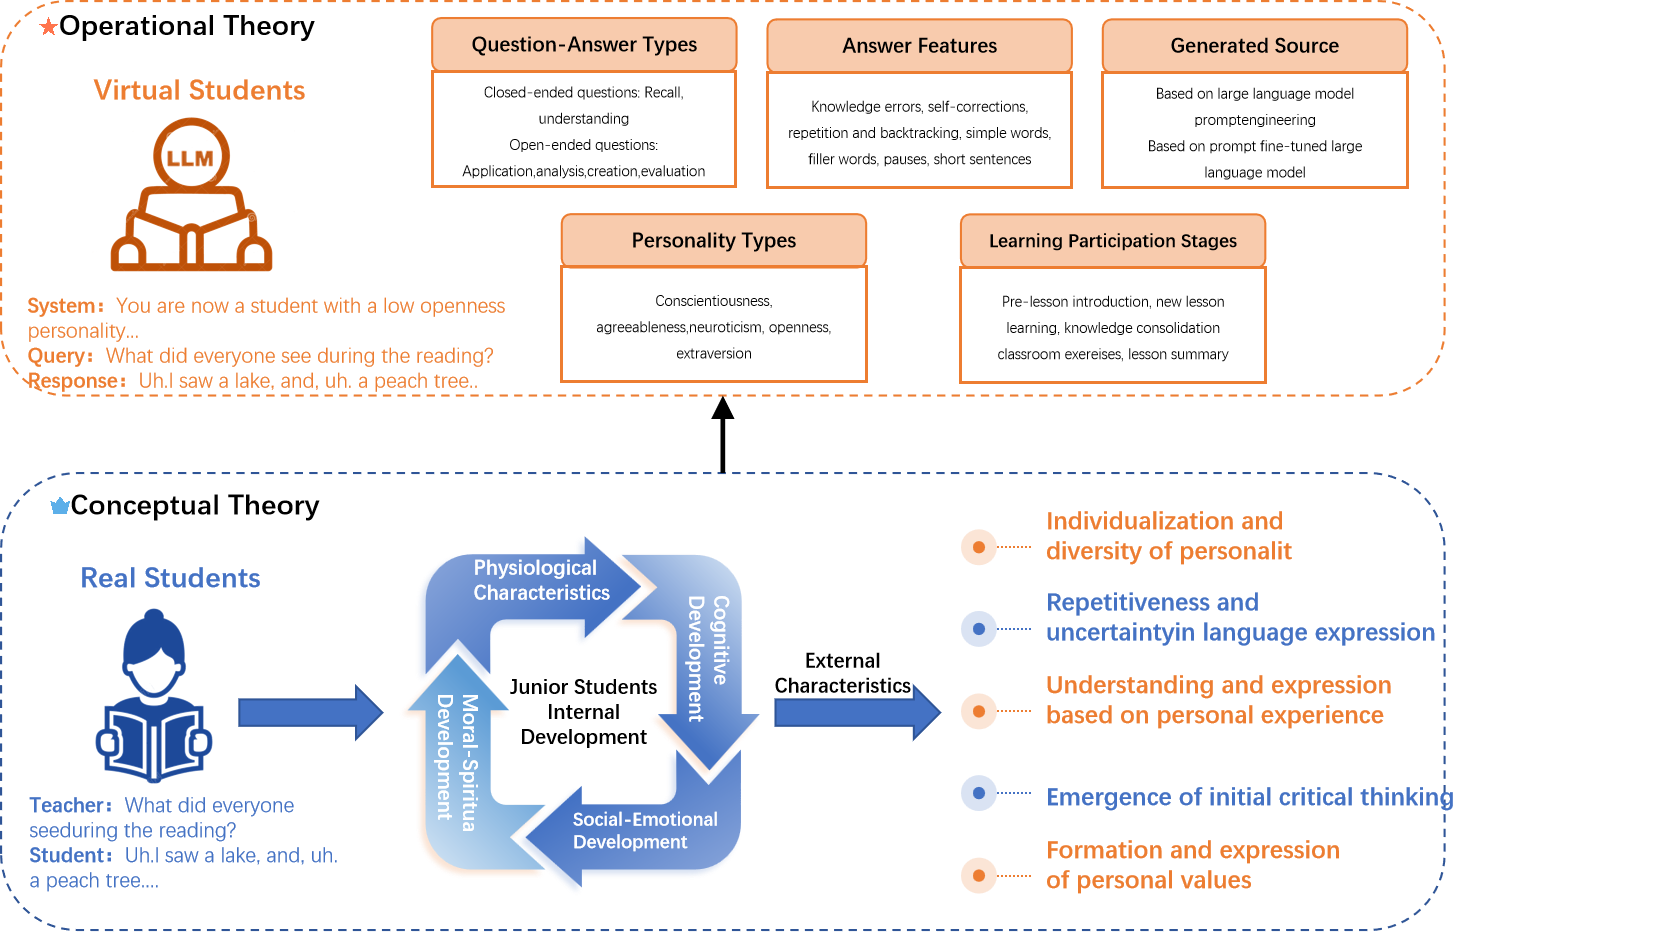 Operational Theory
Virtual Students
LLM
System： You are now a student with a low openness
personality...
Query： What did everyone see during the reading?
Response： Uh.I saw a lake, and, uh. a peach tree..
Question-Answer Types
Closed-ended questions: Recall,
understanding
Open-ended questions:
Application,analysis,creation,evaluation
Answer Features
Knowledge errors, self-corrections,
repetition and backtracking, simple words,
filler words, pauses, short sentences
Generated Source
Based on large language model
promptengineering
Based on prompt fine-tuned large
language model
Personality Types
Conscientiousness,
agreeableness,neuroticism, openness,
extraversion
Learning Participation Stages
Pre-lesson introduction, new lesson
learning, knowledge consolidation
classroom exereises, lesson summary
Conceptual Theory
Real Students
Teacher： What did everyone
seeduring the reading?
Student： Uh.I saw a lake, and, uh.
a peach tree....
Physiological
Characteristics
Cognitive
Development
Social-Emotional
Development
Moral-Spiritua
Development
Junior Students
Internal
Development
External
Characteristics
Individualization and
diversity of personalit
Repetitiveness and
uncertaintyin language expression
Understanding and expression
based on personal experience
Emergence of initial critical thinking
Formation and expression
of personal values